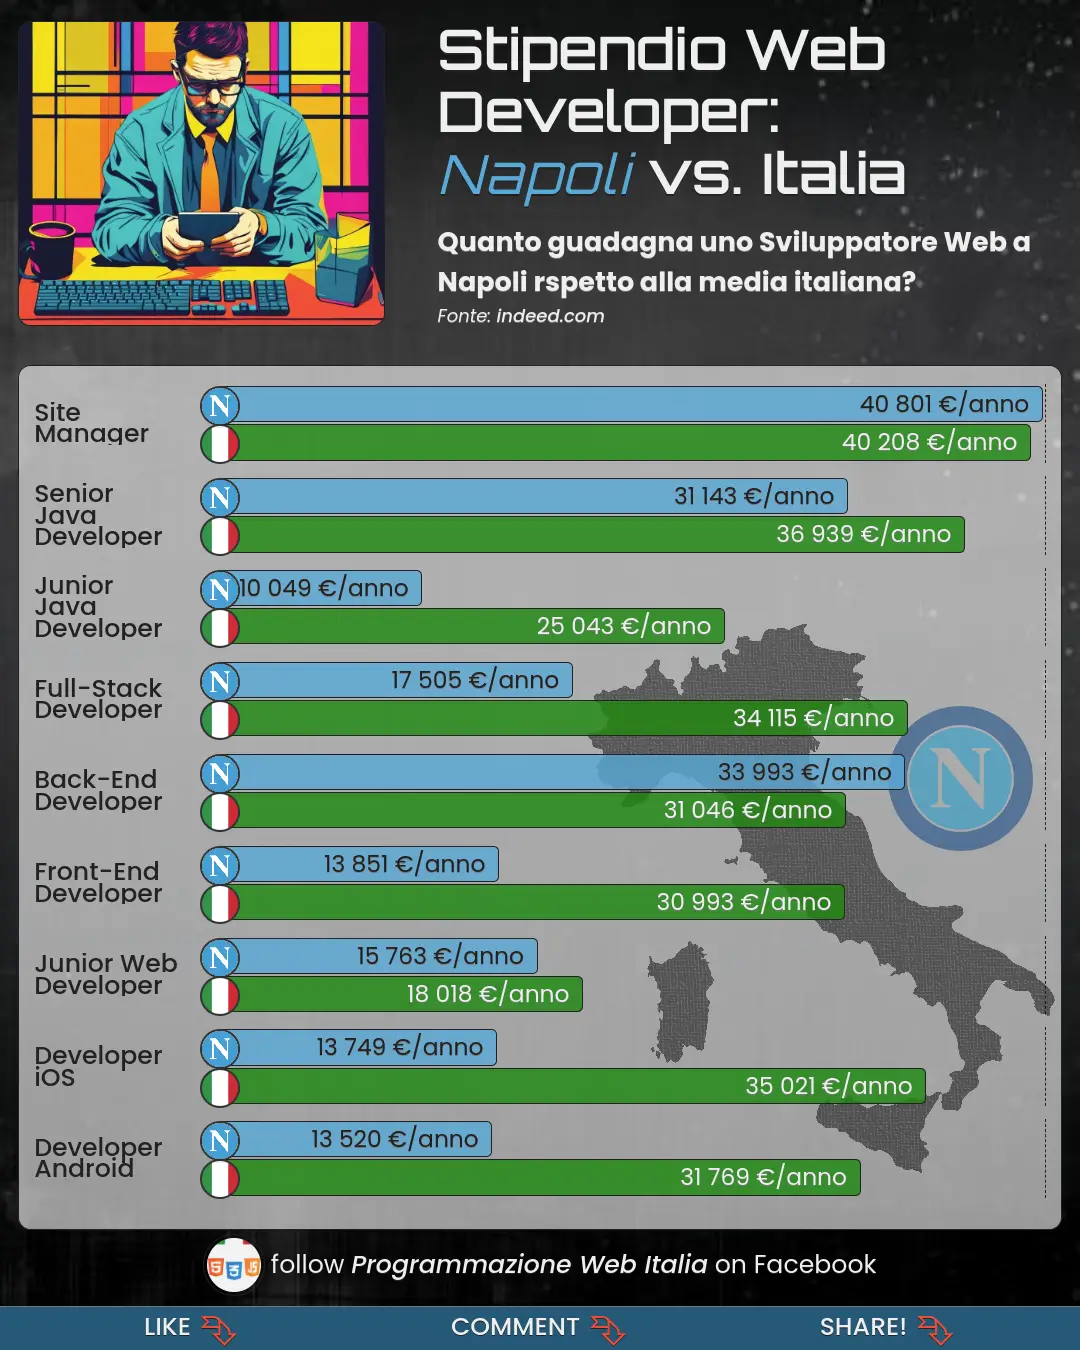 Stipendio Web
Developer:
Napoli vs. Italia
Quanto guadagna uno Sviluppatore Web a
Napoli rspetto alla media italiana?
Fonte: indeed.com
Site
Manager
N
40 801 €/anno
40 208 €/anno
Senior
Java
Developer
N
31 143 €/anno
36 939 €/anno
Junior
Java
Developer
N
10 049 €/anno
25 043 €/anno
Full-Stack
Developer
N
17 505 €/anno
34 115 €/anno
Back-End
Developer
N
33 993 €/anno
31 046 €/anno
N
Front-End
Developer
N
13 851 €/anno
30 993 €/anno
Junior Web
Developer
N
15 763 €/anno
18 018 €/anno
Developer
iOS
N
13 749 €/anno
35 021 €/anno
Developer
Android
N
13 520 €/anno
31 769 €/anno
follow Programmazione Web Italia on Facebook
LIKE COMMENT SHARE!